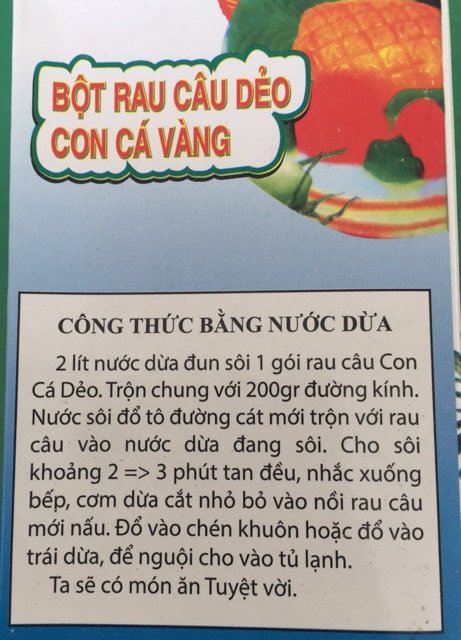 BỘT RAU CÂU DẺO
CON CÁ VÀNG
CÔNG THỨC BẰNG NƯỚC DỪA
2 lít nước dừa đun sôi 1 gói rau câu Con
Cá Dẻo. Trộn chung với 200gr đường kính.
Nước sôi đổ tô đường cát mới trộn với rau
câu vào nước dừa đang sôi. Cho sôi
khoảng 2 => 3 phút tan đều, nhắc xuống
bếp, cơm dừa cắt nhỏ bỏ vào nồi rau câu
mới nấu. Đổ vào chén khuôn hoặc đổ vào
trái dừa, để nguội cho vào tủ lạnh.
Ta sẽ có món ăn Tuyệt vời.